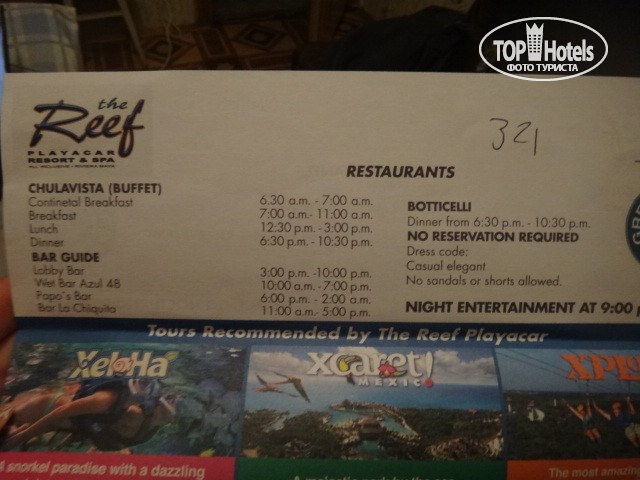 TOP Hotels
ФОТО ТУРИСТА
the
Reef
PLAYACAR
RESORT & SPA
321
RESTAURANTS
CHULAVISTA (BUFFET)
Continetal Breakfast 6.30 a.m. - 7:00 a.m.
Breakfast 7:00 a.m.- 11:00 a.m.
Lunch 12:30 p.m. - 3:00 p.m.
Dinner 6:30 p.m. - 10:30 p.m.
BAR GUIDE
Lobby Bar 3:00 p.m. -10:00 p.m.
Wet Bar Azul 48 10:00 a.m. - 7:00 p.m.
Papo's Bar 6:00 p.m. - 2:00 a.m.
Bar La Chiquita 11:00 a.m.- 5:00 p.m.
BOTTICELLI
Dinner from 6:30 p.m. - 10:30 p.m.
NO RESERVATION REQUIRED
Dress code:
Casual elegant
No sandals or shorts allowed.
NIGHT ENTERTAINMENT AT 9:00 p
Tours Recommended by The Reef Playacar
XelHa
A snorkel paradise with a dazzling
xcaret!
MEXICO
XPL
The most amazing